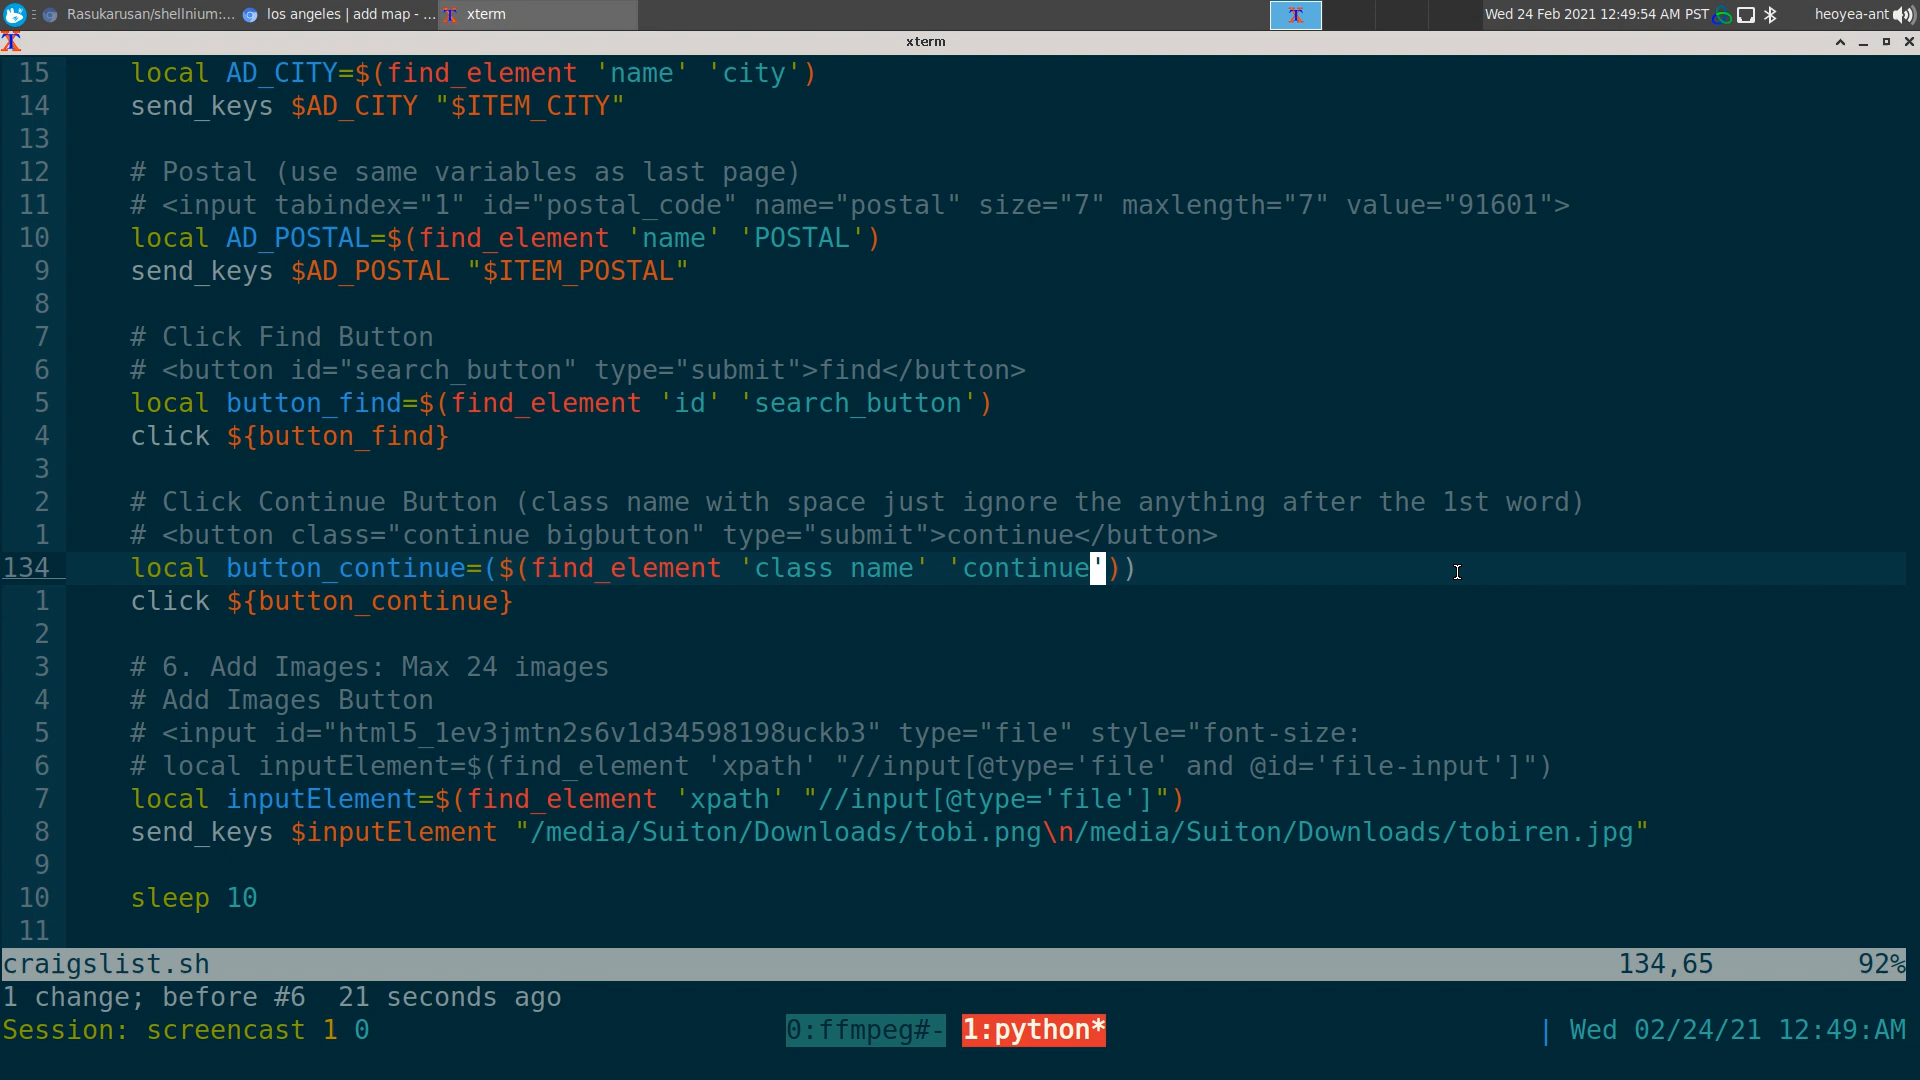 Rasukarusan/shellnium:...
los angeles | add map - ...
xterm
Wed 24 Feb 2021 12:49:54 AM PST
heoyea-ant
xterm
15 local AD_CITY=$(find_element 'name' 'city')
14 send_keys $AD_CITY "$ITEM_CITY"
13
12 # Postal (use same variables as last page)
11 # <input tabindex="1" id="postal_code" name="postal" size="7" maxlength="7" value="91601">
10 local AD_POSTAL=$(find_element 'name' 'POSTAL')
9 send_keys $AD_POSTAL "$ITEM_POSTAL"
8
7 # Click Find Button
6 # <button id="search_button" type="submit">find</button>
5 local button_find=$(find_element 'id' 'search_button')
4 click ${button_find}
3
2 # Click Continue Button (class name with space just ignore the anything after the 1st word)
1 # <button class="continue bigbutton" type="submit">continue</button>
134 local button_continue=($(find_element 'class name' 'continue'))
1 click ${button_continue}
2
3 # 6. Add Images: Max 24 images
4 # Add Images Button
5 # <input id="html5_1ev3jmtn2s6v1d34598198uckb3" type="file" style="font-size:
6 # local inputElement=$(find_element 'xpath' "//input[@type='file' and @id='file-input']")
7 local inputElement=$(find_element 'xpath' "//input[@type='file']")
8 send_keys $inputElement "/media/Suiton/Downloads/tobi.png\n/media/Suiton/Downloads/tobiren.jpg"
9
10 sleep 10
11
craigslist.sh 134,65 92%
1 change; before #6 21 seconds ago
Session: screencast 1 0 0:ffmpeg#- 1:python* | Wed 02/24/21 12:49:AM